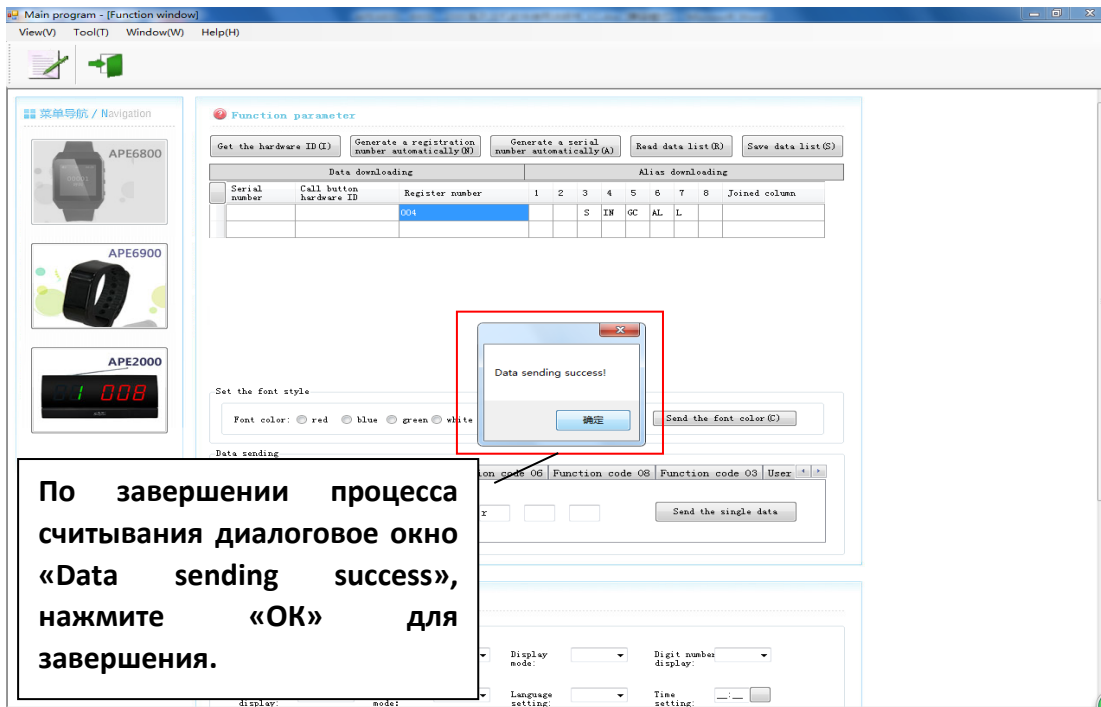 Main program - [Function window]
View(V) Tool(T) Window(W) Help(H)
菜单导航 / Navigation
APE6800
APE6900
APE2000
008
Function parameter
Get the hardware ID(I)
Generate a registration
number automatically(N)
Generate a serial
number automatically(A)
Read data list(R)
Save data list(S)
Data downloading
Alias downloading
Serial
number
Call button
hardware ID
Register number
1 2 3 4 5 6 7 8 Joined column
004 S IN GC AL L
Data sending success!
确定
Set the font style
Font color: red blue green white
Send the font color(C)
Data sending
ion code 06 Function code 08 Function code 03 User
r
Send the single data
По завершении процесса
считывания диалоговое окно
«Data sending success»,
нажмите «ОК» для
завершения.
Display
mode:
Digit number
display:
display:
mode:
Language
setting:
Time
setting:
_:_